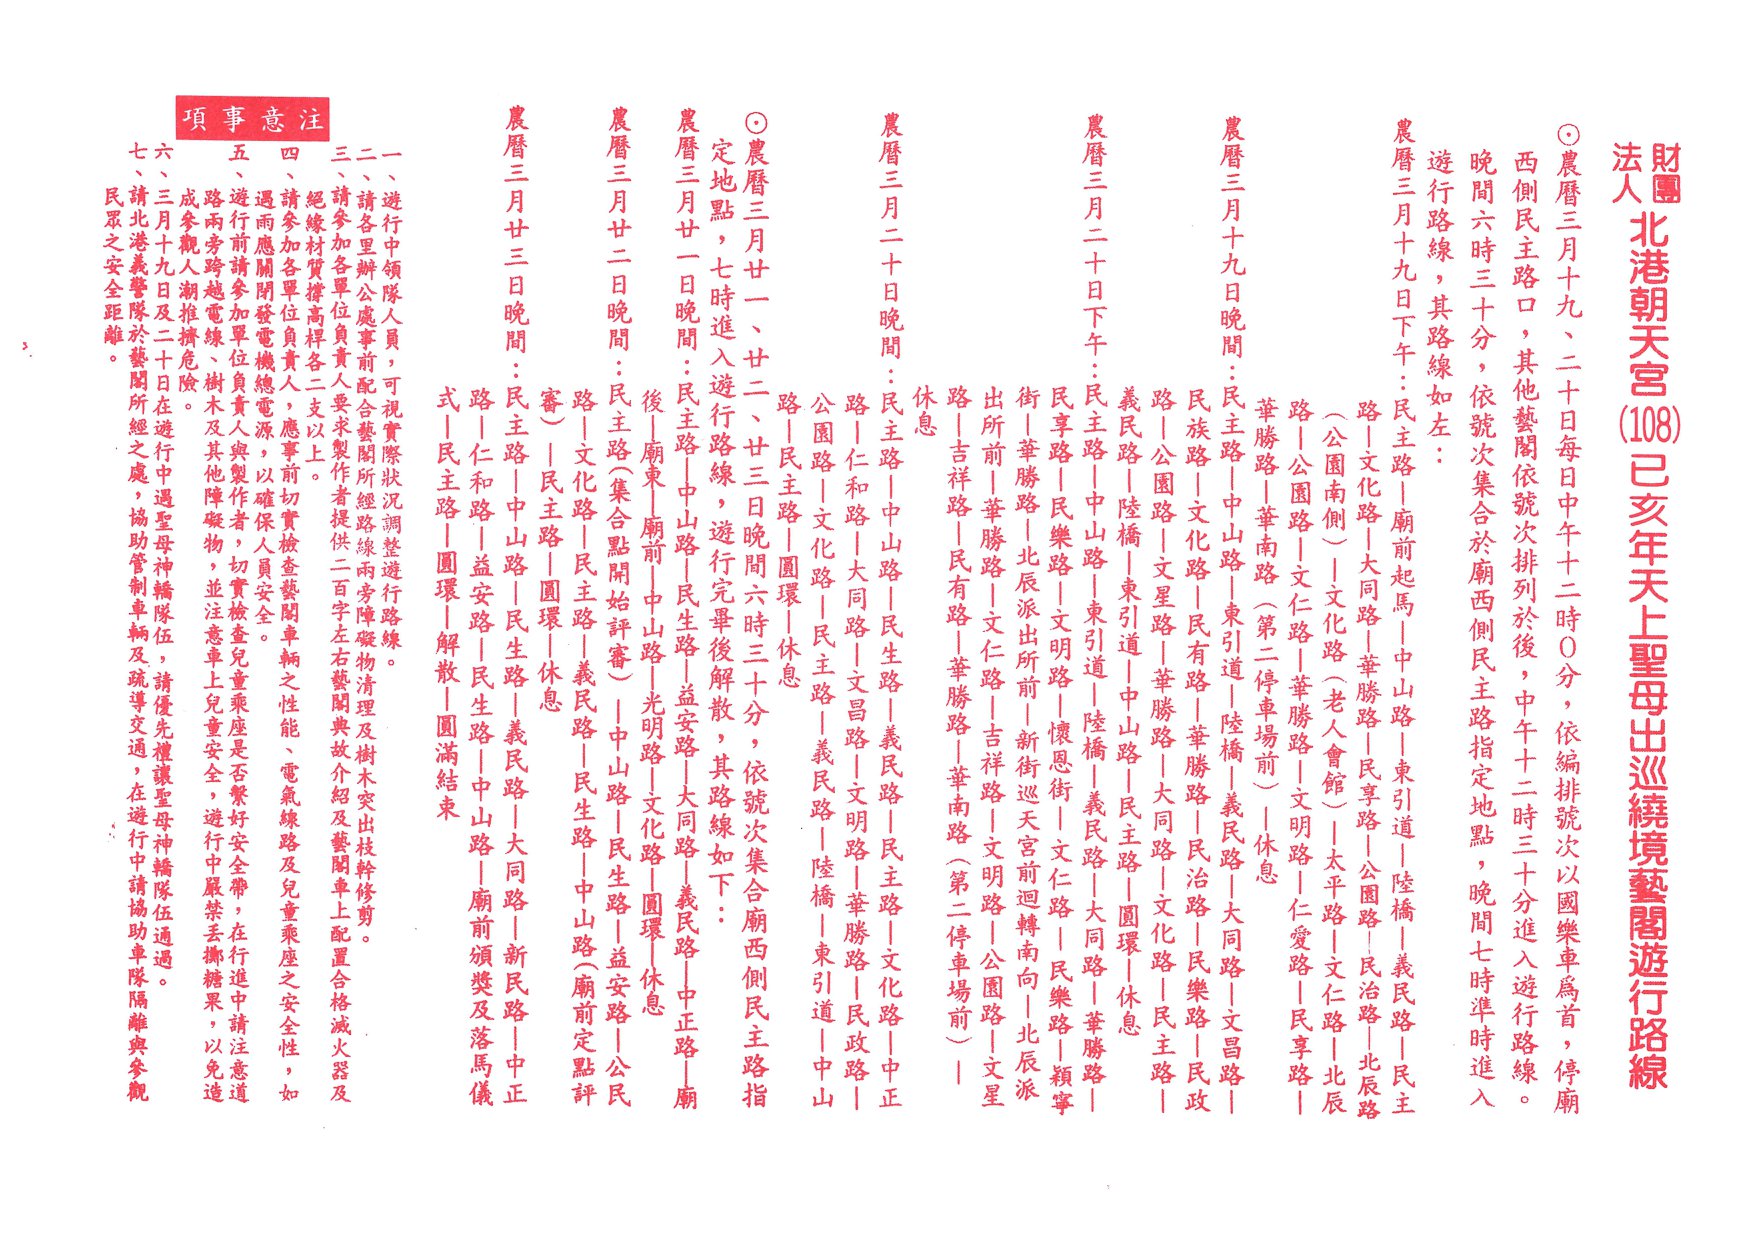 財團法人 北港朝天宮(108)已亥年天上聖母出巡繞境藝閣遊行路線
⊙農曆三月十九、二十日每日中午十二時0分，依編排號次以國樂車為首，停廟
西側民主路口，其他藝閣依號次排列於後，中午十二時三十分進入遊行路線。
晚間六時三十分，依號次集合於廟西側民主路指定地點，晚間七時準時進入
遊行路線，其路線如左：
農曆三月十九日下午：民主路—廟前起馬—中山路—東引道—陸橋—義民路—民主
路—文化路—大同路—華勝路—民享路—公園路—民治路—北辰路
（公園南側）—文化路（老人會館）—太平路—文仁路—北辰
路—公園路—文仁路—華勝路—文明路—仁愛路—民享路—
華勝路—華南路（第二停車場前）—休息
農曆三月十九日晚間：民主路—中山路—東引道—陸橋—義民路—大同路—文昌路—
民族路—文化路—民有路—華勝路—民治路—民樂路—民政
路—公園路—文星路—華勝路—大同路—文化路—民主路—
義民路—陸橋—東引道—中山路—民主路—圓環—休息
農曆三月二十日下午：民主路—中山路—東引道—陸橋—義民路—大同路—華勝路—
民享路—民樂路—文明路—懷恩街—文仁路—民樂路—穎寧
街—華勝路—北辰派出所前—新街巡天宮前迴轉南向—北辰派
出所前—華勝路—文仁路—吉祥路—文明路—公園路—文星
路—吉祥路—民有路—華勝路—華南路（第二停車場前）—
休息
農曆三月二十日晚間：民主路—中山路—民生路—義民路—民主路—文化路—中正
路—仁和路—大同路—文昌路—文明路—華勝路—民政路—
公園路—文化路—民主路—義民路—陸橋—東引道—中山
路—民主路—圓環—休息
⊙農曆三月廿一、廿二、廿三日晚間六時三十分，依號次集合廟西側民主路指
定地點，七時進入遊行路線，遊行完畢後解散，其路線如下：
農曆三月廿一日晚間：民主路—中山路—民生路—益安路—大同路—義民路—中正路—廟
後—廟東—廟前—中山路—光明路—文化路—圓環—休息
農曆三月廿二日晚間：民主路(集合點開始評審)—中山路—民生路—益安路—公民
路—文化路—民主路—義民路—民生路—中山路(廟前定點評
審)—民主路—圓環—休息
農曆三月廿三日晚間：民主路—中山路—民生路—義民路—大同路—新民路—中正
路—仁和路—益安路—民生路—中山路—廟前頒獎及落馬儀
式—民主路—圓環—解散—圓滿結束
注意事項
一、遊行中領隊人員，可視實際狀況調整遊行路線。
二、請各里辦公處事前配合藝閣所經路線兩旁障礙物清理及樹木突出枝幹修剪。
三、請參加各單位負責人要求製作者提供二百字左右藝閣典故介紹及藝閣車上配置合格滅火器及
絕緣材質撐高桿各二支以上。
四、請參加各單位負責人，應事前切實檢查藝閣車輛之性能、電氣線路及兒童乘座之安全性，如
遇雨應關閉發電機總電源，以確保人員安全。
五、遊行前請參加單位負責人與製作者，切實檢查兒童乘座是否繫好安全帶，在行進中請注意道
路兩旁跨越電線、樹木及其他障礙物，並注意車上兒童安全，遊行中嚴禁丟擲糖果，以免造
成參觀人潮推擠危險。
六、三月十九日及二十日在遊行中遇聖母神轎隊伍，請優先禮讓聖母神轎隊伍通過。
七、請北港義警隊於藝閣所經之處，協助管制車輛及疏導交通，在遊行中請協助車隊隔離與參觀
民眾之安全距離。